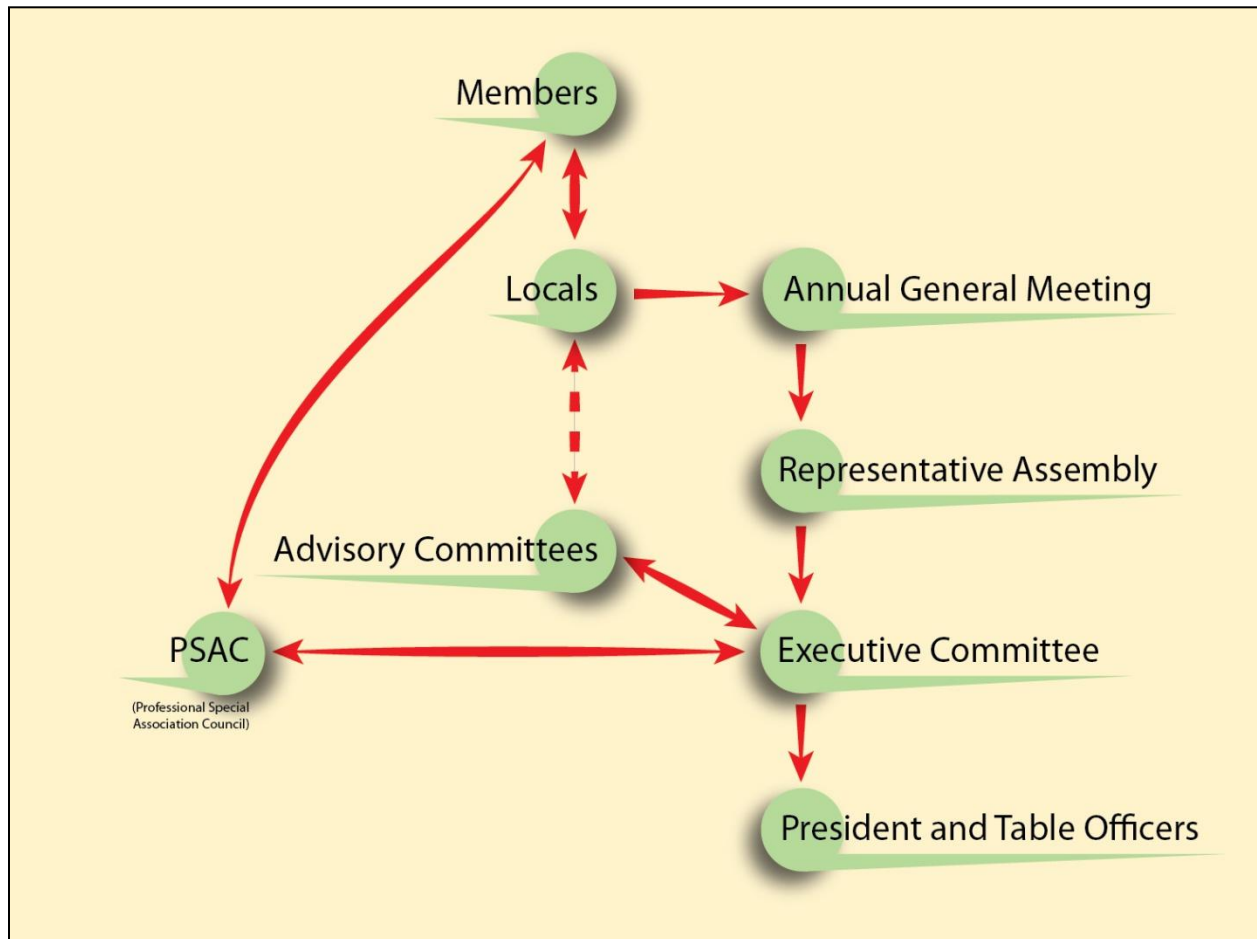 Members
Locals
Annual General Meeting
Representative Assembly
Advisory Committees
PSAC
(Professional Special
Association Council)
Executive Committee
President and Table Officers